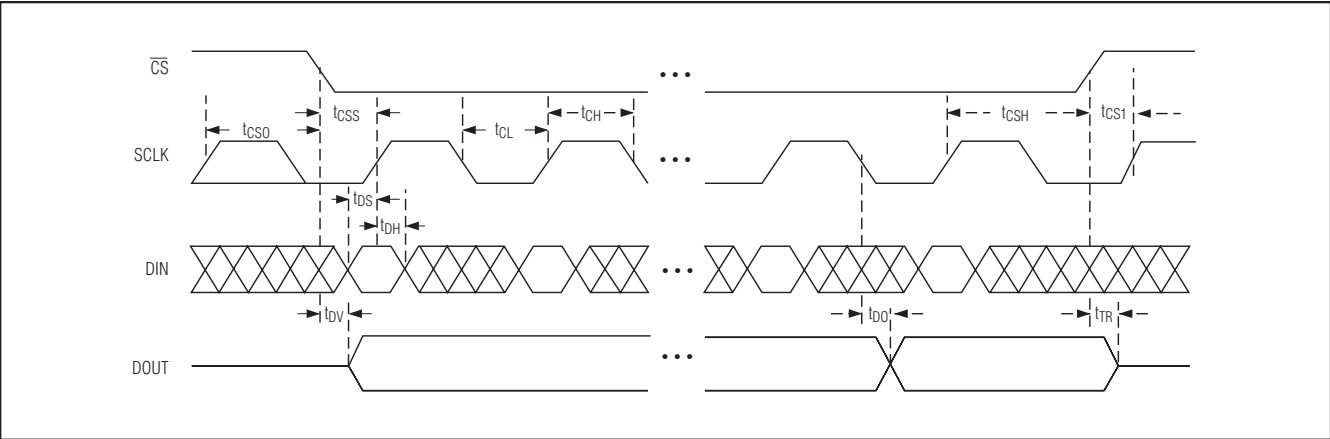 CS
tCSS
tCL
tCH
tCSH
tCS1
tCSO
SCLK
tDS
tDH
DIN
tDV
tDO
tTR
DOUT